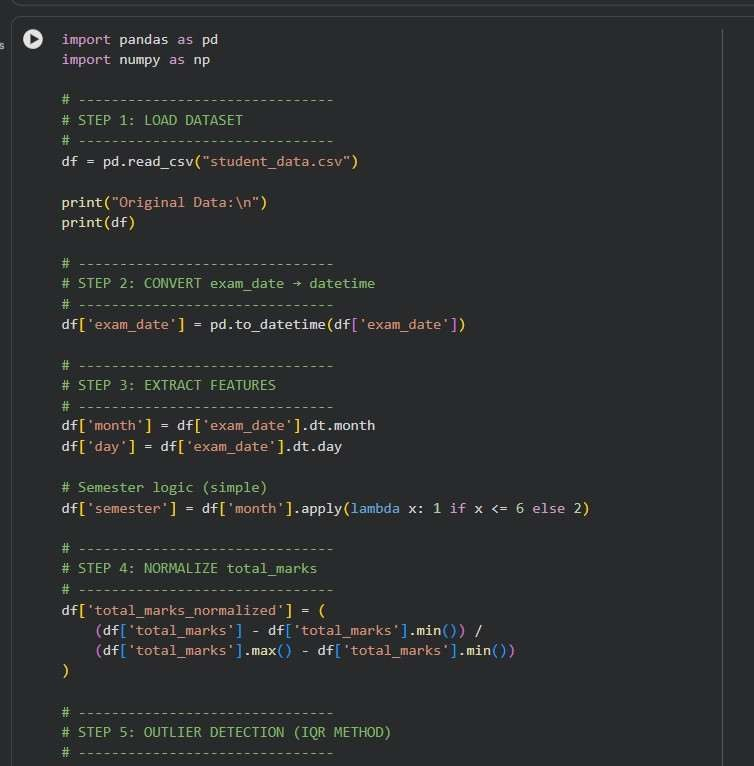 import pandas as pd
import numpy as np
# -------------------------------
# STEP 1: LOAD DATASET
# -------------------------------
df = pd.read_csv("student_data.csv")
print("Original Data:\n")
print(df)
# -------------------------------
# STEP 2: CONVERT exam_date → datetime
# -------------------------------
df['exam_date'] = pd.to_datetime(df['exam_date'])
# -------------------------------
# STEP 3: EXTRACT FEATURES
# -------------------------------
df['month'] = df['exam_date'].dt.month
df['day'] = df['exam_date'].dt.day
# Semester logic (simple)
df['semester'] = df['month'].apply(lambda x: 1 if x <= 6 else 2)
# -------------------------------
# STEP 4: NORMALIZE total_marks
# -------------------------------
df['total_marks_normalized'] = (
    (df['total_marks'] - df['total_marks'].min()) /
    (df['total_marks'].max() - df['total_marks'].min())
)
# -------------------------------
# STEP 5: OUTLIER DETECTION (IQR METHOD)
# -------------------------------